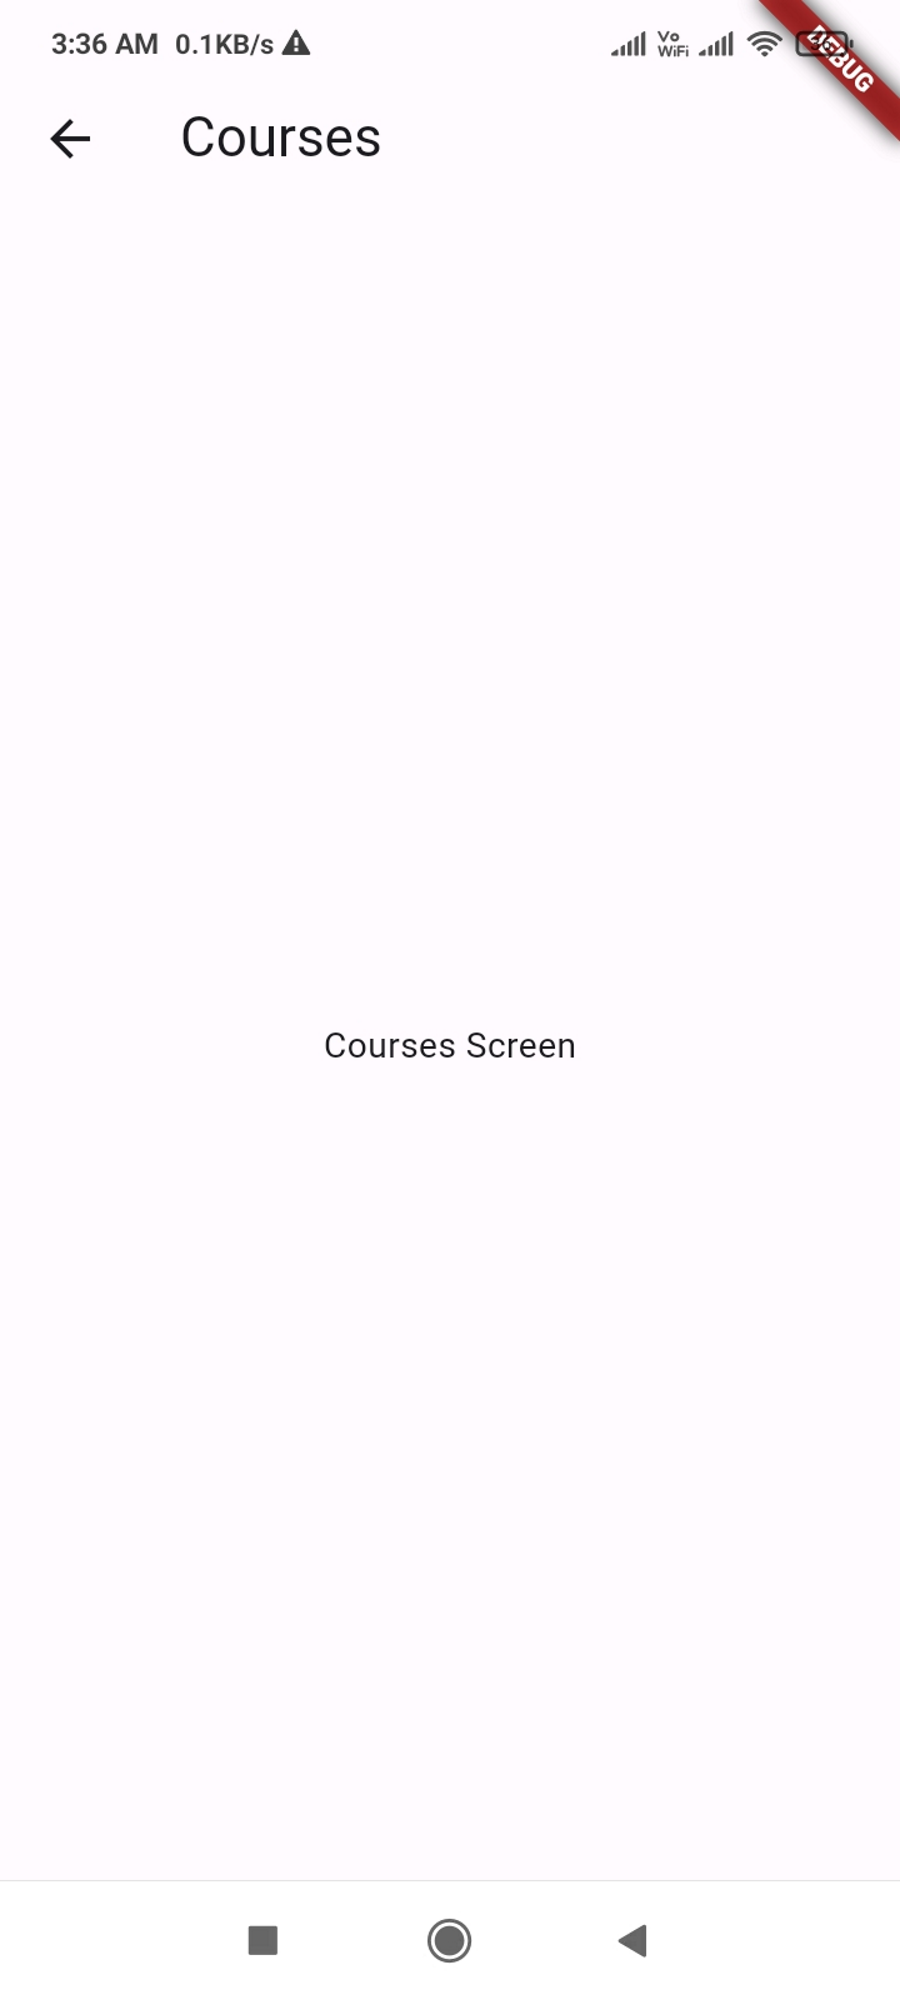 3:36 AM 0.1KB/s
Vo
WiFi
DEBUG
Courses
Courses Screen